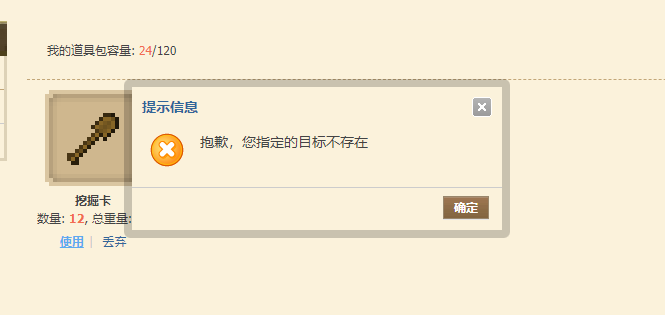 我的道具包容量: 24/120
提示信息
抱歉，您指定的目标不存在
确定
挖掘卡
数量: 12, 总重量:
使用 | 丢弃